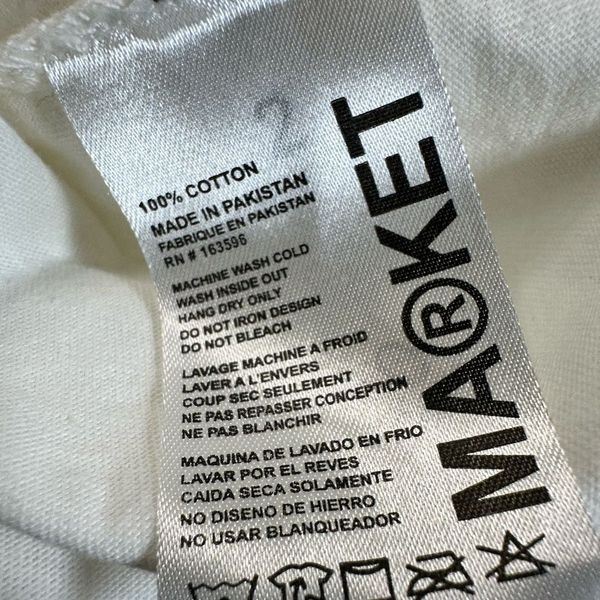 2
100% COTTON
MADE IN PAKISTAN
FABRIQUE EN PAKISTAN
RN # 163596
MACHINE WASH COLD
WASH INSIDE OUT
HANG DRY ONLY
DO NOT IRON DESIGN
DO NOT BLEACH
LAVAGE MACHINE A FROID
LAVER A L'ENVERS
COUP SEC SEULEMENT
NE PAS REPASSER CONCEPTION
NE PAS BLANCHIR
MAQUINA DE LAVADO EN FRIO
LAVAR POR EL REVES
CAIDA SECA SOLAMENTE
NO DISENO DE HIERRO
NO USAR BLANQUEADOR
MA®KET